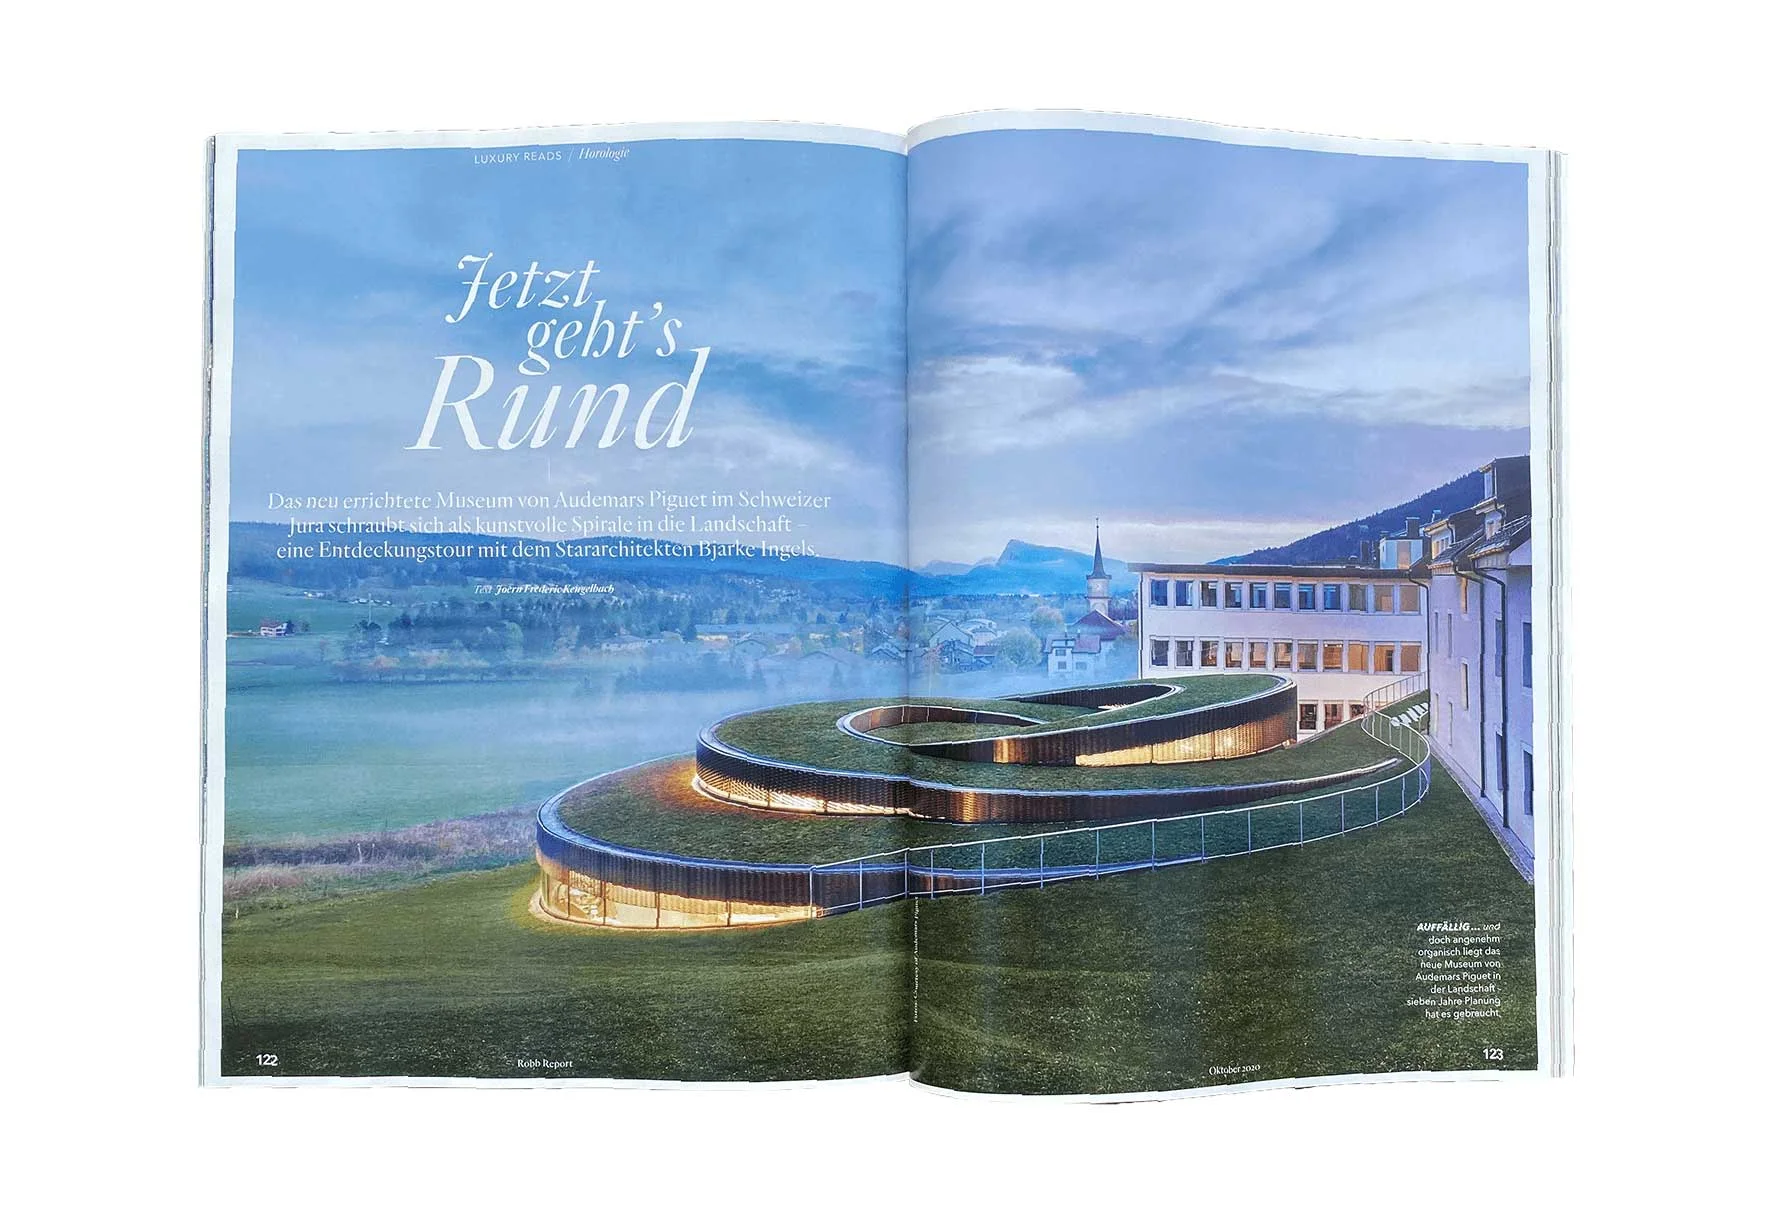 LUXURY READS / Horologie
Jetzt
geht's
Rund
Das neu errichtete Museum von Audemars Piguet im Schweizer
Jura schraubt sich als kunstvolle Spirale in die Landschaft –
eine Entdeckungstour mit dem Stararchitekten Bjarke Ingels.
Text Joern Frederic Kengelbach
Fotos: Courtesy of Audemars Piguet
AUFFÄLLIG ... und
doch angenehm
organisch liegt das
neue Museum von
Audemars Piguet in
der Landschaft -
sieben Jahre Planung
hat es gebraucht.
122
Robb Report
Oktober 2020
123